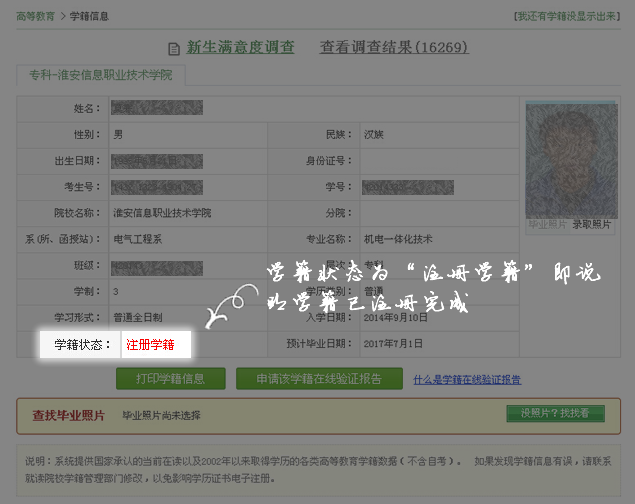 高等教育 > 学籍信息 [我还有学籍没显示出来]
新生满意度调查 查看调查结果(16269)
专科-淮安信息职业技术学院
姓名：
性别： 男 民族： 汉族
出生日期： 身份证号：
考生号： 学号：
院校名称： 淮安信息职业技术学院 分院：
毕业照片 录取照片
系(所、函授站)： 电气工程系 专业名称： 机电一体化技术
班级： 层次： 专科
学籍状态为“注册学籍”即说
明学籍已注册完成
学制： 3 学历类别： 普通
学习形式： 普通全日制 入学日期： 2014年9月10日
学籍状态： 注册学籍 预计毕业日期： 2017年7月1日
打印学籍信息 申请该学籍在线验证报告 什么是学籍在线验证报告
查找毕业照片 毕业照片尚未选择 没照片？找找看
说明：系统提供国家承认的当前在读以及2002年以来取得学历的各类高等教育学籍数据（不含自考）。 如果发现学籍信息有误，请联系
就读院校学籍管理部门修改，以免影响学历证书电子注册。